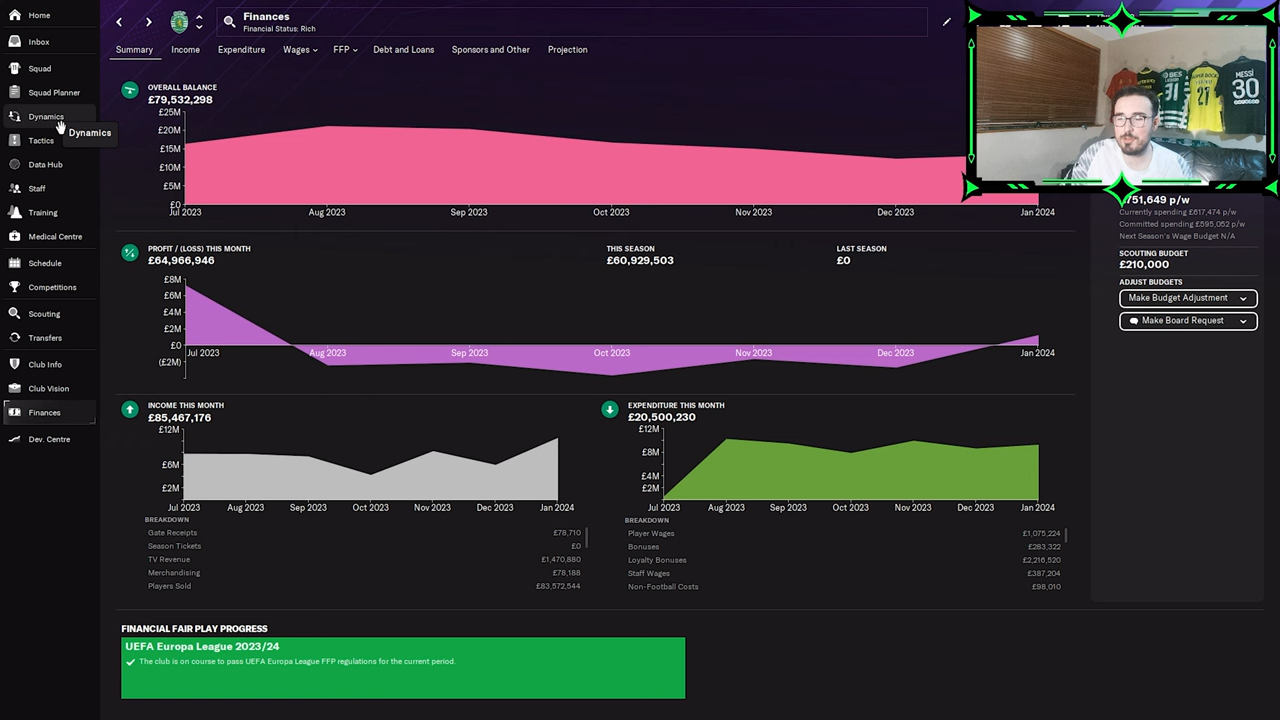 Home
Inbox
Squad
Squad Planner
Dynamics
Dynamics
Tactics
Data Hub
Staff
Training
Medical Centre
Schedule
Competitions
Scouting
Transfers
Club Info
Club Vision
Finances
Dev. Centre
Finances
Financial Status: Rich
Summary
Income
Expenditure
Wages
FFP
Debt and Loans
Sponsors and Other
Projection
OVERALL BALANCE
£79,532,298
£25M
£20M
£15M
£10M
£5M
£0
Jul 2023
Aug 2023
Sep 2023
Oct 2023
Nov 2023
Dec 2023
Jan 2024
PROFIT / (LOSS) THIS MONTH
£64,966,946
THIS SEASON
£60,929,503
LAST SEASON
£0
£8M
£6M
£4M
£2M
£0
(£2M)
Jul 2023
Aug 2023
Sep 2023
Oct 2023
Nov 2023
Dec 2023
Jan 2024
INCOME THIS MONTH
£85,467,176
£12M
£6M
£2M
Jul 2023
Aug 2023
Sep 2023
Oct 2023
Nov 2023
Dec 2023
Jan 2024
BREAKDOWN
Gate Receipts £78,710
Season Tickets £0
TV Revenue £1,470,880
Merchandising £78,188
Players Sold £83,572,544
EXPENDITURE THIS MONTH
£20,500,230
£12M
£8M
£4M
£2M
Jul 2023
Aug 2023
Sep 2023
Oct 2023
Nov 2023
Dec 2023
Jan 2024
BREAKDOWN
Player Wages £1,075,224
Bonuses £283,322
Loyalty Bonuses £2,216,520
Staff Wages £387,204
Non-Football Costs £98,010
FINANCIAL FAIR PLAY PROGRESS
UEFA Europa League 2023/24
The club is on course to pass UEFA Europa League FFP regulations for the current period.
£751,649 p/w
Currently spending £617,474 p/w
Committed spending £595,052 p/w
Next Season's Wage Budget N/A
SCOUTING BUDGET
£210,000
ADJUST BUDGETS
Make Budget Adjustment
Make Board Request
SUPER BOCK
27
MESSI
30